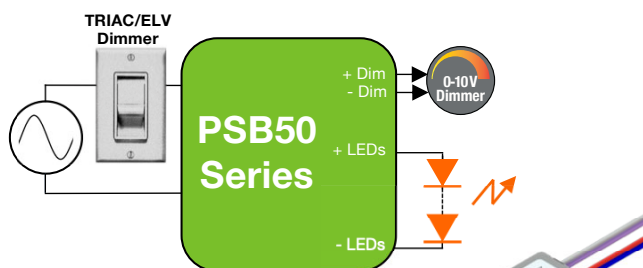 TRIAC/ELV
Dimmer
+ Dim
- Dim
0-10V
Dimmer
PSB50
Series
+ LEDs
- LEDs